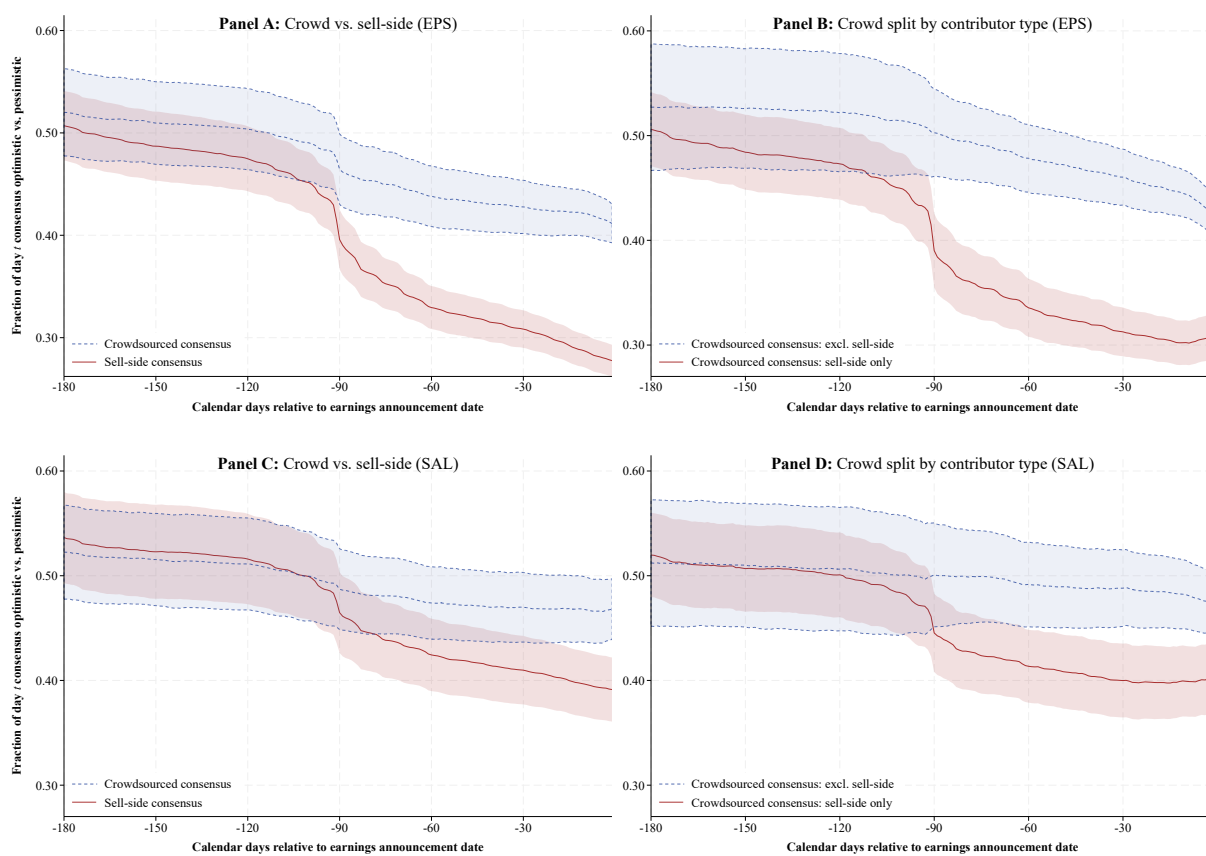 Panel A: Crowd vs. sell-side (EPS)
0.60
0.50
0.40
0.30
Fraction of day t consensus optimistic vs. pessimistic
Crowdsourced consensus
Sell-side consensus
-180 -150 -120 -90 -60 -30
Calendar days relative to earnings announcement date
Panel B: Crowd split by contributor type (EPS)
0.60
0.50
0.40
0.30
Crowdsourced consensus: excl. sell-side
Crowdsourced consensus: sell-side only
-180 -150 -120 -90 -60 -30
Calendar days relative to earnings announcement date
Panel C: Crowd vs. sell-side (SAL)
0.60
0.50
0.40
0.30
Fraction of day t consensus optimistic vs. pessimistic
Crowdsourced consensus
Sell-side consensus
-180 -150 -120 -90 -60 -30
Calendar days relative to earnings announcement date
Panel D: Crowd split by contributor type (SAL)
0.60
0.50
0.40
0.30
Crowdsourced consensus: excl. sell-side
Crowdsourced consensus: sell-side only
-180 -150 -120 -90 -60 -30
Calendar days relative to earnings announcement date